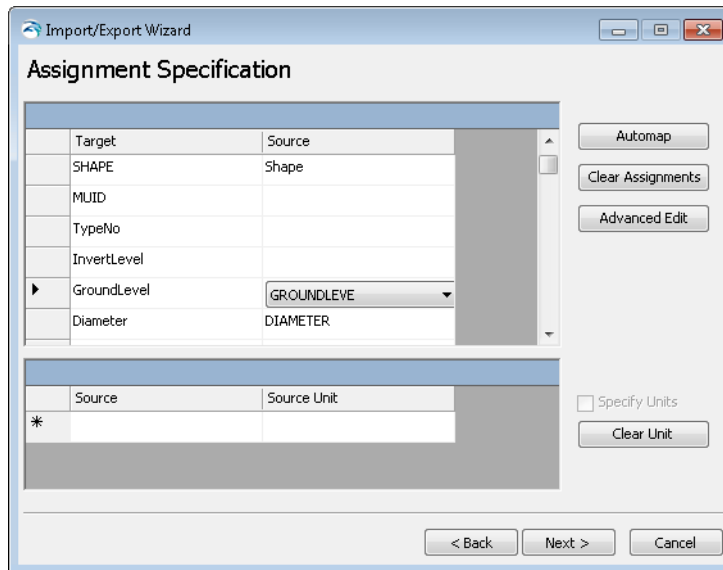 Import/Export Wizard
Assignment Specification
Target Source
SHAPE Shape
MUID
TypeNo
InvertLevel
GroundLevel GROUNDLEVE
Diameter DIAMETER
Automap
Clear Assignments
Advanced Edit
Source Source Unit
Specify Units
Clear Unit
< Back Next > Cancel